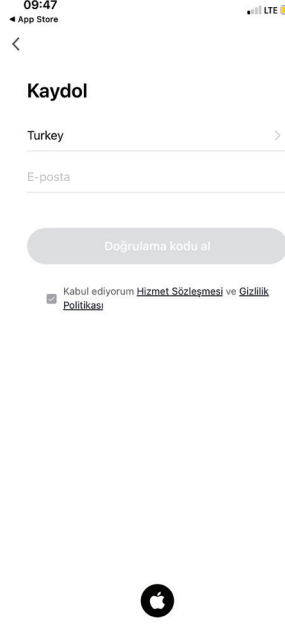 09:47
◀ App Store
LTE
Kaydol
Turkey
E-posta
Doğrulama kodu al
Kabul ediyorum Hizmet Sözleşmesi ve Gizlilik
Politikası